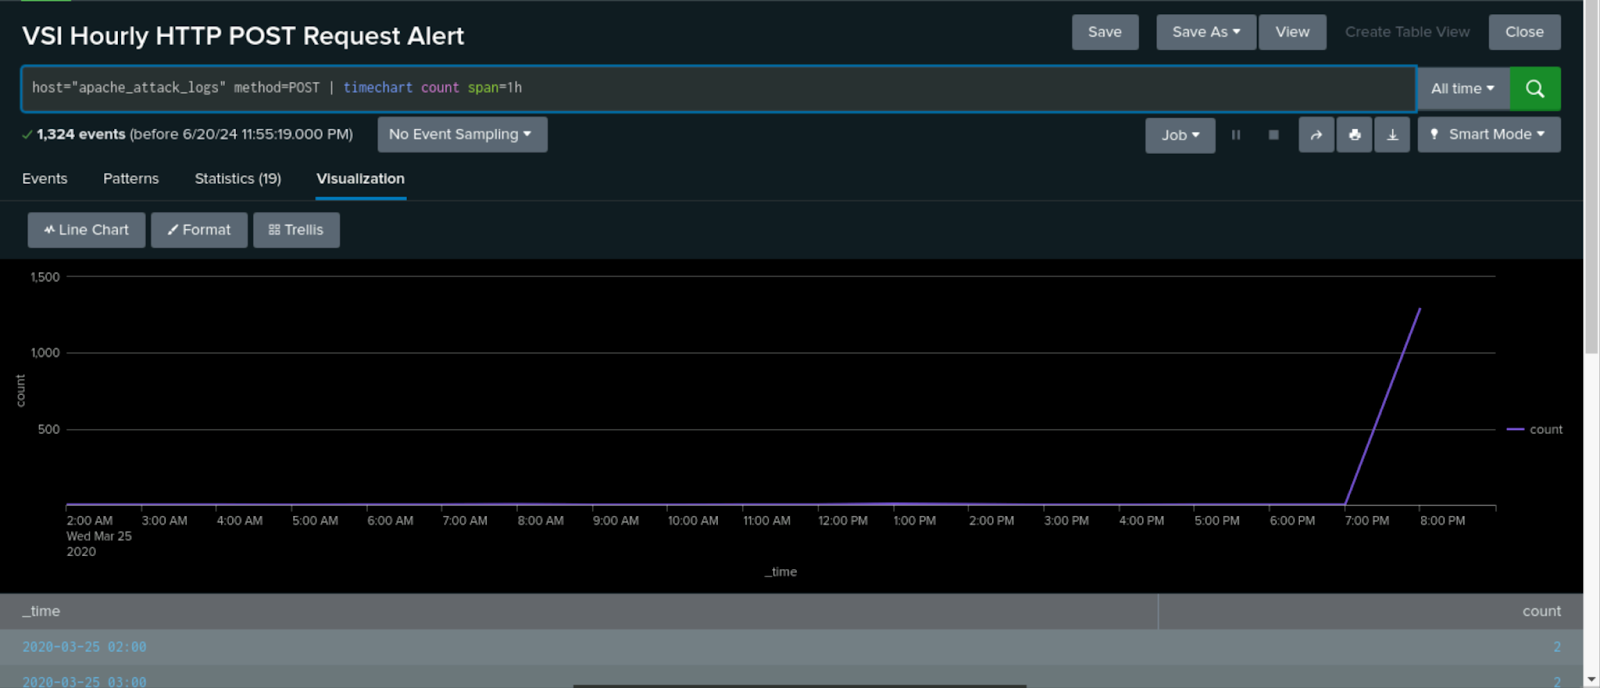 VSI Hourly HTTP POST Request Alert
Save
Save As
View
Create Table View
Close
host="apache_attack_logs" method=POST | timechart count span=1h
All time
1,324 events (before 6/20/24 11:55:19.000 PM)
No Event Sampling
Job
Smart Mode
Events
Patterns
Statistics (19)
Visualization
Line Chart
Format
Trellis
1,500
1,000
500
count
count
2:00 AM 3:00 AM 4:00 AM 5:00 AM 6:00 AM 7:00 AM 8:00 AM 9:00 AM 10:00 AM 11:00 AM 12:00 PM 1:00 PM 2:00 PM 3:00 PM 4:00 PM 5:00 PM 6:00 PM 7:00 PM 8:00 PM
Wed Mar 25
2020
_time
_time count
2020-03-25 02:00 2
2020-03-25 03:00 2